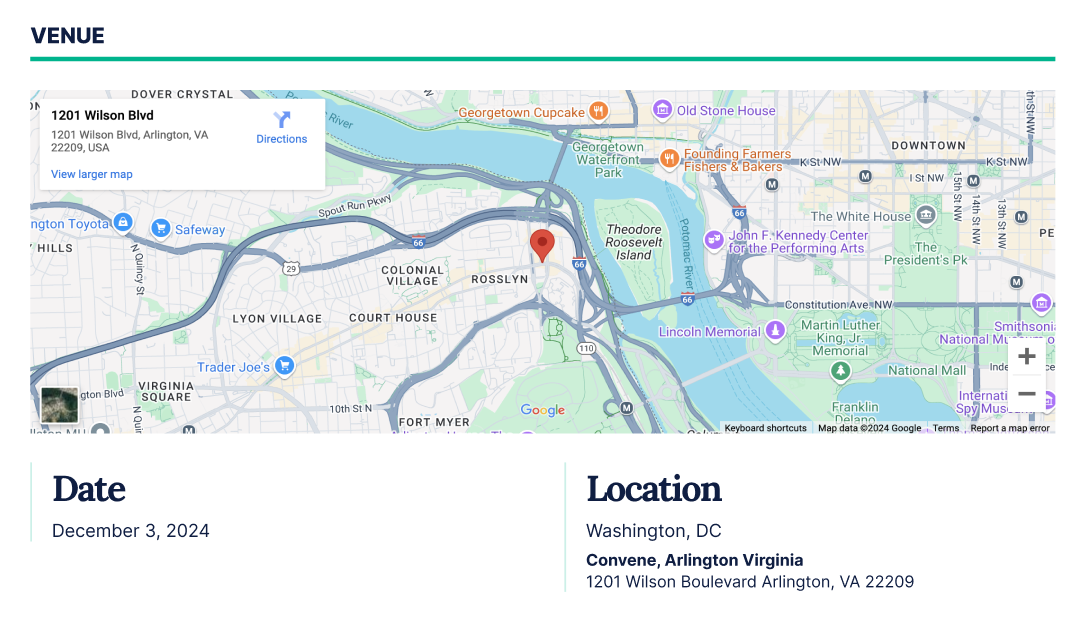 VENUE
DOVER CRYSTAL
1201 Wilson Blvd
1201 Wilson Blvd, Arlington, VA
22209, USA
Directions
View larger map
River
Georgetown Cupcake
Old Stone House
Georgetown
Waterfront
Park
Founding Farmers
Fishers & Bakers
K St NW
K St NW
DOWNTOWN
I St NW
15th St NW
14th St NW
13th St NW
M
M
M
M
The White House
The
President's Pk
Spout Run Pkwy
ngton Toyota
Safeway
HILLS
N Quincy St
29
66
66
66
66
COLONIAL
VILLAGE
ROSSLYN
Theodore
Roosevelt
Island
Potomac River
John F. Kennedy Center
for the Performing Arts
PE
M
Constitution Ave NW
LYON VILLAGE
COURT HOUSE
110
Lincoln Memorial
Martin Luther
King, Jr.
Memorial
Smithsonia
National Mu
National Mall
Inde
Trader Joe's
VIRGINIA
SQUARE
gton Blvd
10th St N
FORT MYER
Google
M
M
Franklin
Delano
Internati
Spy Museum
+
−
Keyboard shortcuts
Map data ©2024 Google
Terms
Report a map error
Date
December 3, 2024
Location
Washington, DC
Convene, Arlington Virginia
1201 Wilson Boulevard Arlington, VA 22209